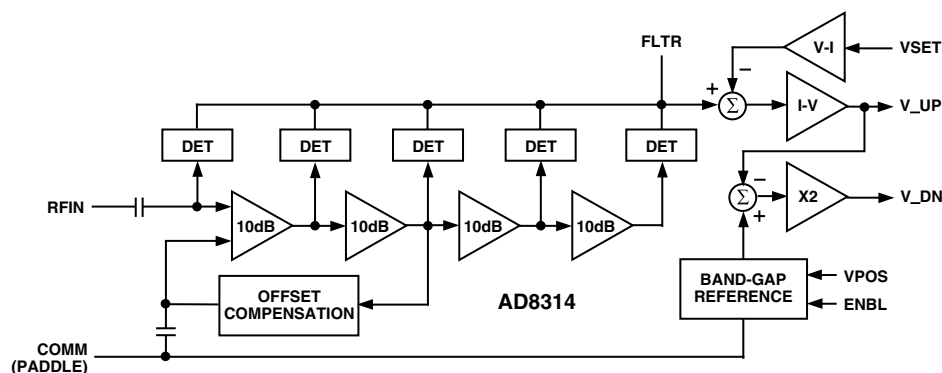 FLTR
V-I
VSET
−
+
Σ
I-V
V_UP
DET
DET
DET
DET
DET
−
Σ
+
X2
V_DN
RFIN
10dB
10dB
10dB
10dB
OFFSET
COMPENSATION
AD8314
BAND-GAP
REFERENCE
VPOS
ENBL
COMM
(PADDLE)